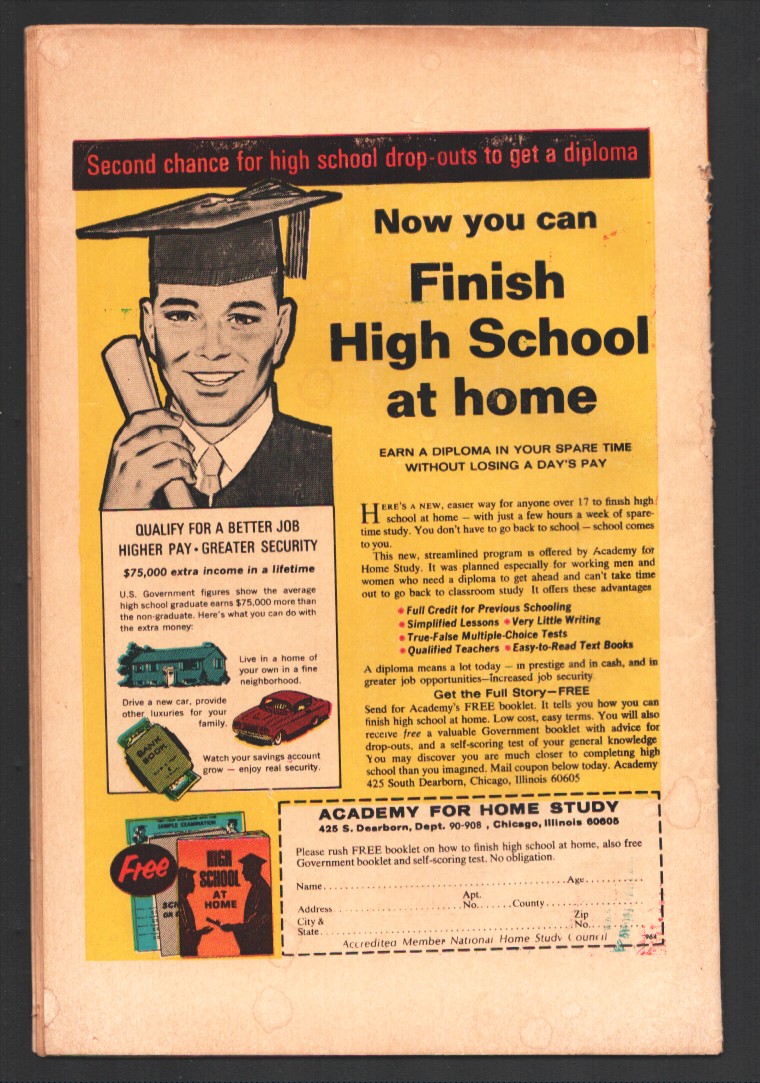 Second chance for high school drop-outs to get a diploma
Now you can
Finish
High School
at home
EARN A DIPLOMA IN YOUR SPARE TIME
WITHOUT LOSING A DAY'S PAY
HERE'S A NEW, easier way for anyone over 17 to finish high
school at home — with just a few hours a week of spare-
time study. You don't have to go back to school — school comes
to you.
This new, streamlined program is offered by Academy for
Home Study. It was planned especially for working men and
women who need a diploma to get ahead and can't take time
out to go back to classroom study It offers these advantages
• Full Credit for Previous Schooling
• Simplified Lessons • Very Little Writing
• True-False Multiple-Choice Tests
• Qualified Teachers • Easy-to-Read Text Books
A diploma means a lot today — in prestige and in cash, and in
greater job opportunities—Increased job security
Get the Full Story—FREE
Send for Academy's FREE booklet. It tells you how you can
finish high school at home. Low cost, easy terms. You will also
receive free a valuable Government booklet with advice for
drop-outs, and a self-scoring test of your general knowledge
You may discover you are much closer to completing high
school than you imagined. Mail coupon below today. Academy
425 South Dearborn, Chicago, Illinois 60605
QUALIFY FOR A BETTER JOB
HIGHER PAY • GREATER SECURITY
$75,000 extra income in a lifetime
U.S. Government figures show the average
high school graduate earns $75,000 more than
the non-graduate. Here's what you can do with
the extra money:
Live in a home of
your own in a fine
neighborhood.
Drive a new car, provide
other luxuries for your
family.
BANK
BOOK
Watch your savings account
grow — enjoy real security.
SAMPLE EXAMINATION
Free
HIGH
SCHOOL
AT
HOME
ACADEMY FOR HOME STUDY
425 S. Dearborn, Dept. 90-908 , Chicago, Illinois 60605
Please rush FREE booklet on how to finish high school at home, also free
Government booklet and self-scoring test. No obligation.
Name Age
Apt.
Address No. County
City & Zip
State No.
Accredited Member National Home Study Council
964